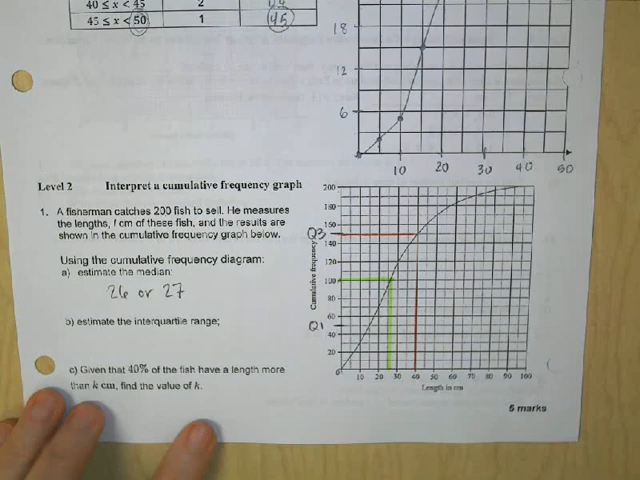 40 ≤ x < 45 2 44
45 ≤ x < 50 1 45
18
12
6
10 20 30 40 50
Level 2 Interpret a cumulative frequency graph
1. A fisherman catches 200 fish to sell. He measures
the lengths, l cm of these fish, and the results are
shown in the cumulative frequency graph below.
Using the cumulative frequency diagram:
a) estimate the median:
26 or 27
b) estimate the interquartile range;
c) Given that 40% of the fish have a length more
than k cm, find the value of k.
200
180
160
Q3
140
120
100
80
60
Q1
40
20
0 10 20 30 40 50 60 70 80 90 100
Cumulative frequency
Length in cm
5 marks